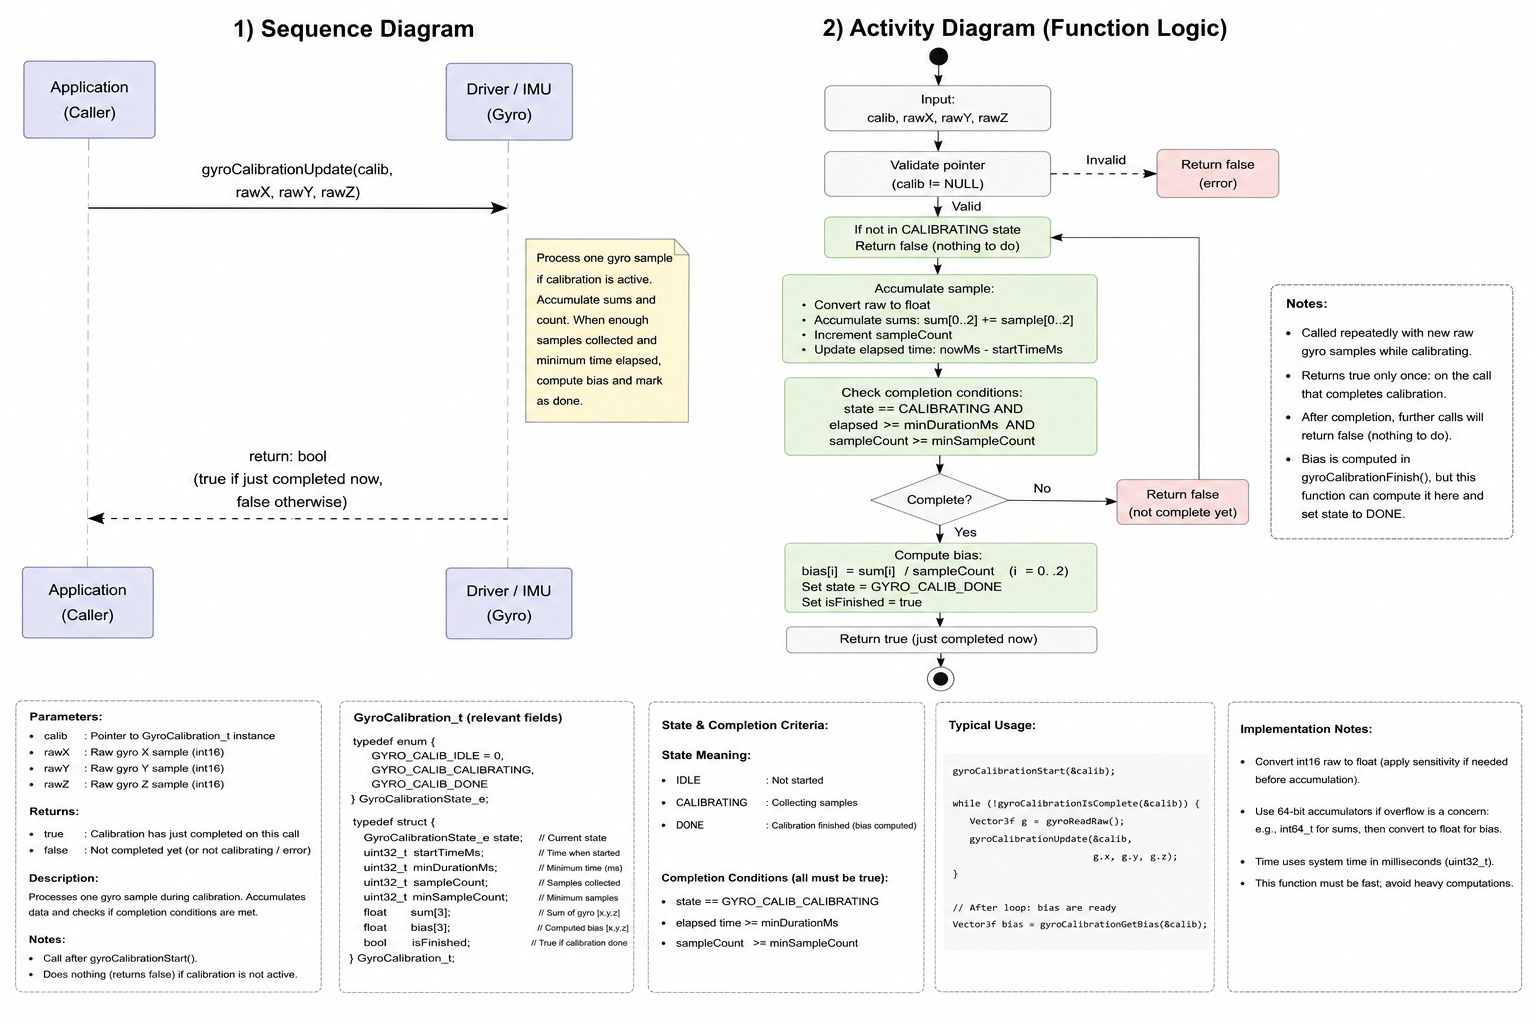 1) Sequence Diagram
Application
(Caller)
Driver / IMU
(Gyro)
gyroCalibrationUpdate(calib,
rawX, rawY, rawZ)
Process one gyro sample
if calibration is active.
Accumulate sums and
count. When enough
samples collected and
minimum time elapsed,
compute bias and mark
as done.
return: bool
(true if just completed now,
false otherwise)
Application
(Caller)
Driver / IMU
(Gyro)
2) Activity Diagram (Function Logic)
Input:
calib, rawX, rawY, rawZ
Validate pointer
(calib != NULL)
Invalid
Return false
(error)
Valid
If not in CALIBRATING state
Return false (nothing to do)
Accumulate sample:
• Convert raw to float
• Accumulate sums: sum[0..2] += sample[0..2]
• Increment sampleCount
• Update elapsed time: nowMs - startTimeMs
Check completion conditions:
state == CALIBRATING AND
elapsed >= minDurationMs AND
sampleCount >= minSampleCount
Complete?
No
Return false
(not complete yet)
Yes
Compute bias:
bias[i] = sum[i] / sampleCount (i = 0. .2)
Set state = GYRO_CALIB_DONE
Set isFinished = true
Return true (just completed now)
Notes:
• Called repeatedly with new raw
gyro samples while calibrating.
• Returns true only once: on the call
that completes calibration.
• After completion, further calls will
return false (nothing to do).
• Bias is computed in
gyroCalibrationFinish(), but this
function can compute it here and
set state to DONE.
Parameters:
• calib : Pointer to GyroCalibration_t instance
• rawX : Raw gyro X sample (int16)
• rawY : Raw gyro Y sample (int16)
• rawZ : Raw gyro Z sample (int16)
Returns:
• true : Calibration has just completed on this call
• false : Not completed yet (or not calibrating / error)
Description:
Processes one gyro sample during calibration. Accumulates
data and checks if completion conditions are met.
Notes:
• Call after gyroCalibrationStart().
• Does nothing (returns false) if calibration is not active.
GyroCalibration_t (relevant fields)
typedef enum {
GYRO_CALIB_IDLE = 0,
GYRO_CALIB_CALIBRATING,
GYRO_CALIB_DONE
} GyroCalibrationState_e;
typedef struct {
GyroCalibrationState_e state; // Current state
uint32_t startTimeMs; // Time when started
uint32_t minDurationMs; // Minimum time (ms)
uint32_t sampleCount; // Samples collected
uint32_t minSampleCount; // Minimum samples
float sum[3]; // Sum of gyro [x.y.z]
float bias[3]; // Computed bias [x,y.z]
bool isFinished; // True if calibration done
} GyroCalibration_t;
State & Completion Criteria:
State Meaning:
• IDLE : Not started
• CALIBRATING : Collecting samples
• DONE : Calibration finished (bias computed)
Completion Conditions (all must be true):
• state == GYRO_CALIB_CALIBRATING
• elapsed time >= minDurationMs
• sampleCount >= minSampleCount
Typical Usage:
gyroCalibrationStart(&calib);
while (!gyroCalibrationIsComplete(&calib)) {
Vector3f g = gyroReadRaw();
gyroCalibrationUpdate(&calib,
g.x, g.y, g.z);
}
// After loop: bias are ready
Vector3f bias = gyroCalibrationGetBias(&calib);
Implementation Notes:
• Convert int16 raw to float (apply sensitivity if needed
before accumulation).
• Use 64-bit accumulators if overflow is a concern:
e.g., int64_t for sums, then convert to float for bias.
• Time uses system time in milliseconds (uint32_t).
• This function must be fast; avoid heavy computations.